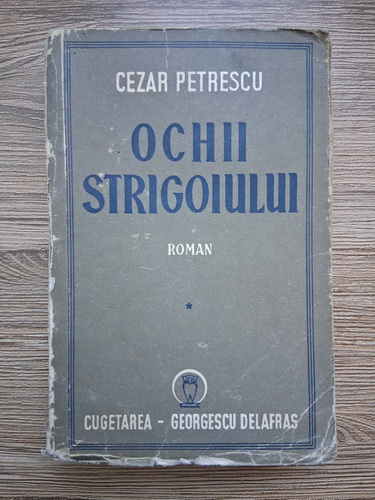 CEZAR PETRESCU
OCHII
STRIGOIULUI
ROMAN
*
CUGETAREA - GEORGESCU DELAFRAS